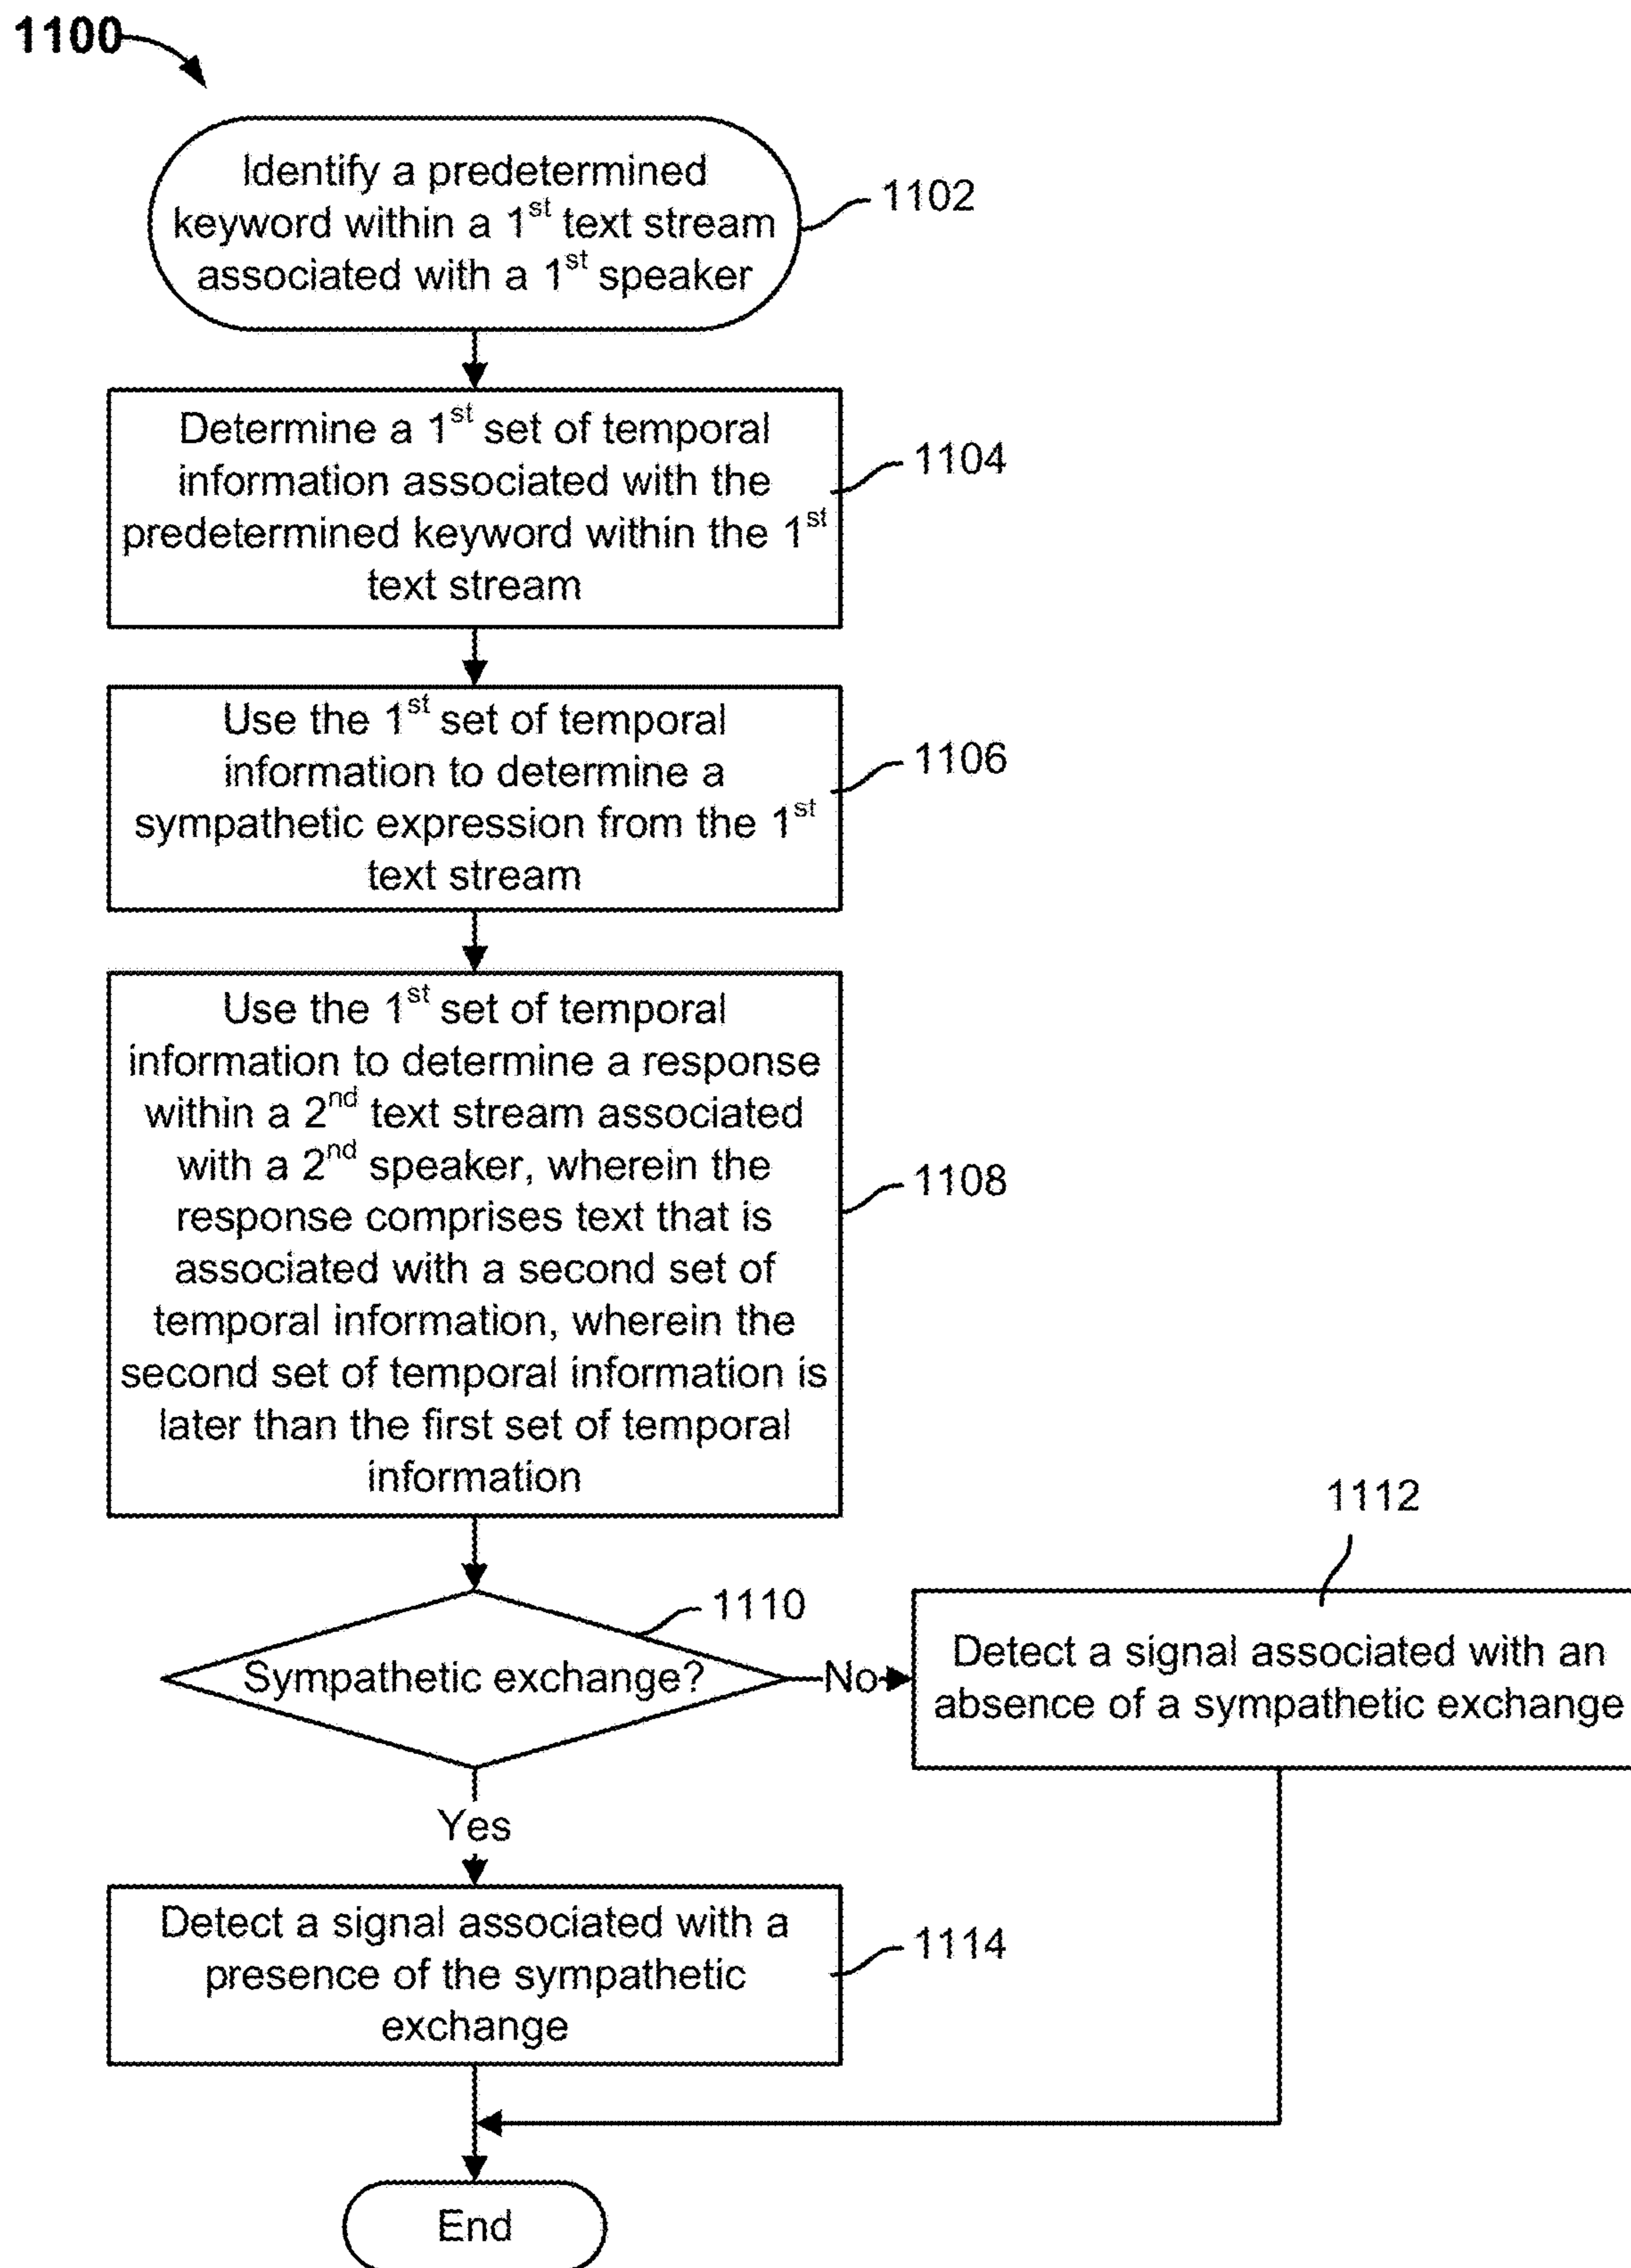 1100
Identify a predetermined
keyword within a 1st text stream
associated with a 1st speaker
1102
Determine a 1st set of temporal
information associated with the
predetermined keyword within the 1st
text stream
1104
Use the 1st set of temporal
information to determine a
sympathetic expression from the 1st
text stream
1106
Use the 1st set of temporal
information to determine a response
within a 2nd text stream associated
with a 2nd speaker, wherein the
response comprises text that is
associated with a second set of
temporal information, wherein the
second set of temporal information is
later than the first set of temporal
information
1108
Sympathetic exchange?
1110
No
1112
Detect a signal associated with an
absence of a sympathetic exchange
Yes
Detect a signal associated with a
presence of the sympathetic
exchange
1114
End